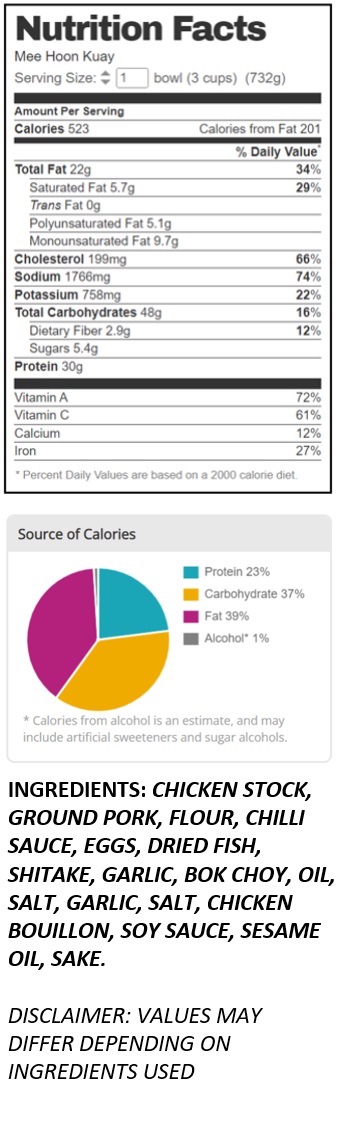 Nutrition Facts
Mee Hoon Kuay
Serving Size: 1 bowl (3 cups) (732g)
Amount Per Serving
Calories 523 Calories from Fat 201
% Daily Value*
Total Fat 22g 34%
Saturated Fat 5.7g 29%
Trans Fat 0g
Polyunsaturated Fat 5.1g
Monounsaturated Fat 9.7g
Cholesterol 199mg 66%
Sodium 1766mg 74%
Potassium 758mg 22%
Total Carbohydrates 48g 16%
Dietary Fiber 2.9g 12%
Sugars 5.4g
Protein 30g
Vitamin A 72%
Vitamin C 61%
Calcium 12%
Iron 27%
* Percent Daily Values are based on a 2000 calorie diet.
Source of Calories
Protein 23%
Carbohydrate 37%
Fat 39%
Alcohol* 1%
* Calories from alcohol is an estimate, and may
include artificial sweeteners and sugar alcohols.
INGREDIENTS: CHICKEN STOCK,
GROUND PORK, FLOUR, CHILLI
SAUCE, EGGS, DRIED FISH,
SHITAKE, GARLIC, BOK CHOY, OIL,
SALT, GARLIC, SALT, CHICKEN
BOUILLON, SOY SAUCE, SESAME
OIL, SAKE.
DISCLAIMER: VALUES MAY
DIFFER DEPENDING ON
INGREDIENTS USED